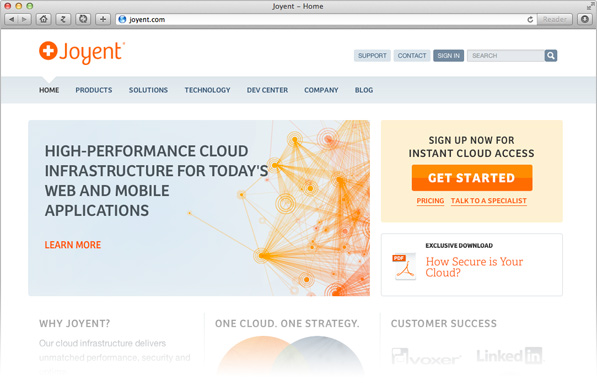 Joyent – Home
joyent.com
Reader
Joyent
SUPPORT
CONTACT
SIGN IN
SEARCH
HOME
PRODUCTS
SOLUTIONS
TECHNOLOGY
DEV CENTER
COMPANY
BLOG
HIGH-PERFORMANCE CLOUD
INFRASTRUCTURE FOR TODAY'S
WEB AND MOBILE
APPLICATIONS
LEARN MORE
SIGN UP NOW FOR
INSTANT CLOUD ACCESS
GET STARTED
PRICING
TALK TO A SPECIALIST
EXCLUSIVE DOWNLOAD
PDF
How Secure is Your
Cloud?
WHY JOYENT?
Our cloud infrastructure delivers
unmatched performance, security and
ONE CLOUD. ONE STRATEGY.
CUSTOMER SUCCESS
voxer
Linked in